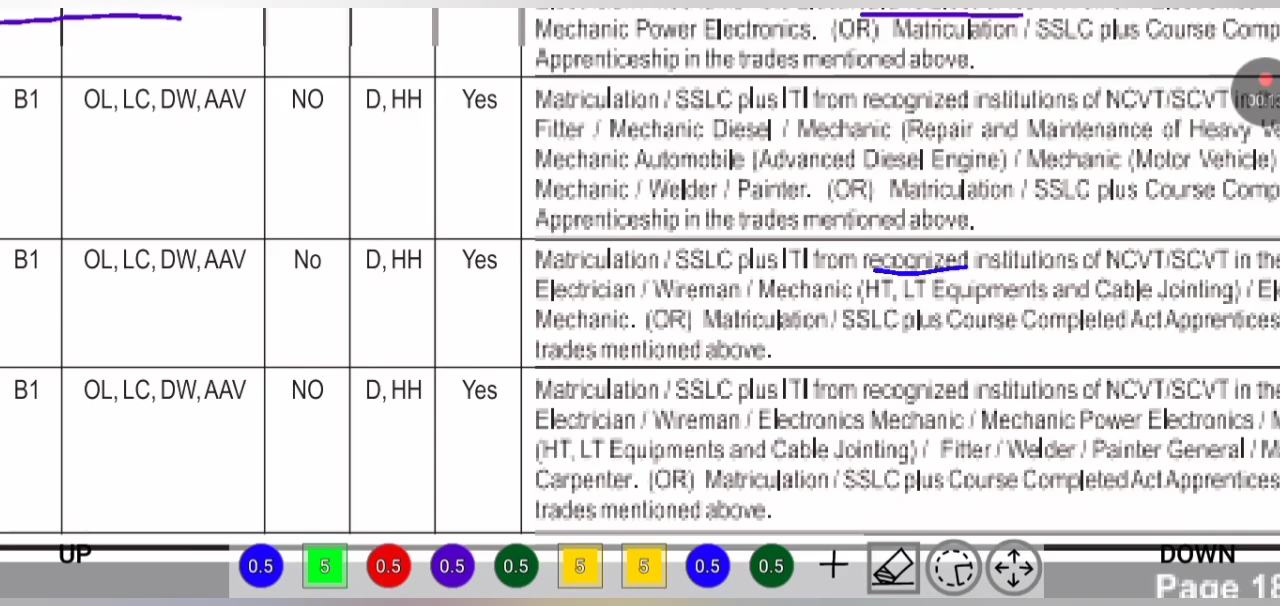 Mechanic Power Electronics. (OR) Matriculation / SSLC plus Course Comp
Apprenticeship in the trades mentioned above.
B1 OL, LC, DW, AAV NO D, HH Yes Matriculation / SSLC plus ITI from recognized institutions of NCVT/SCVT
Fitter / Mechanic Diesel / Mechanic (Repair and Maintenance of Heavy
Mechanic Automobile (Advanced Diesel Engine) / Mechanic (Motor Vehicle)
Mechanic / Welder / Painter. (OR) Matriculation / SSLC plus Course Comp
Apprenticeship in the trades mentioned above.
B1 OL, LC, DW, AAV No D, HH Yes Matriculation / SSLC plus ITI from recognized institutions of NCVT/SCVT in the
Electrician / Wireman / Mechanic (HT, LT Equipments and Cable Jointing) / El
Mechanic. (OR) Matriculation / SSLC plus Course Completed Act Apprentices
trades mentioned above.
B1 OL, LC, DW, AAV NO D, HH Yes Matriculation / SSLC plus ITI from recognized institutions of NCVT/SCVT in the
Electrician / Wireman / Electronics Mechanic / Mechanic Power Electronics / M
(HT, LT Equipments and Cable Jointing) / Fitter / Welder / Painter General / M
Carpenter. (OR) Matriculation / SSLC plus Course Completed Act Apprentices
trades mentioned above.
UP 0.5 5 0.5 0.5 0.5 5 5 0.5 0.5 + DOWN
Page 18